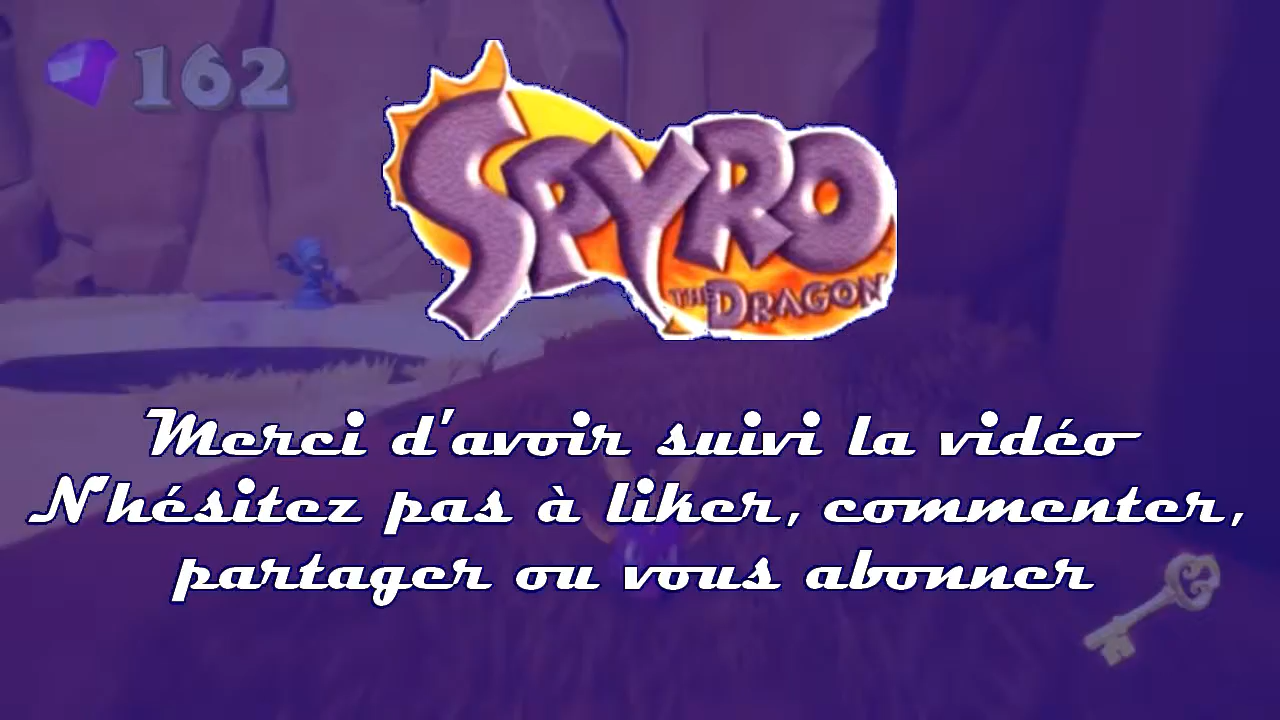 162
SPYRO
THE DRAGON
Merci d'avoir suivi la vidéo
N'hésitez pas à liker, commenter,
partager ou vous abonner